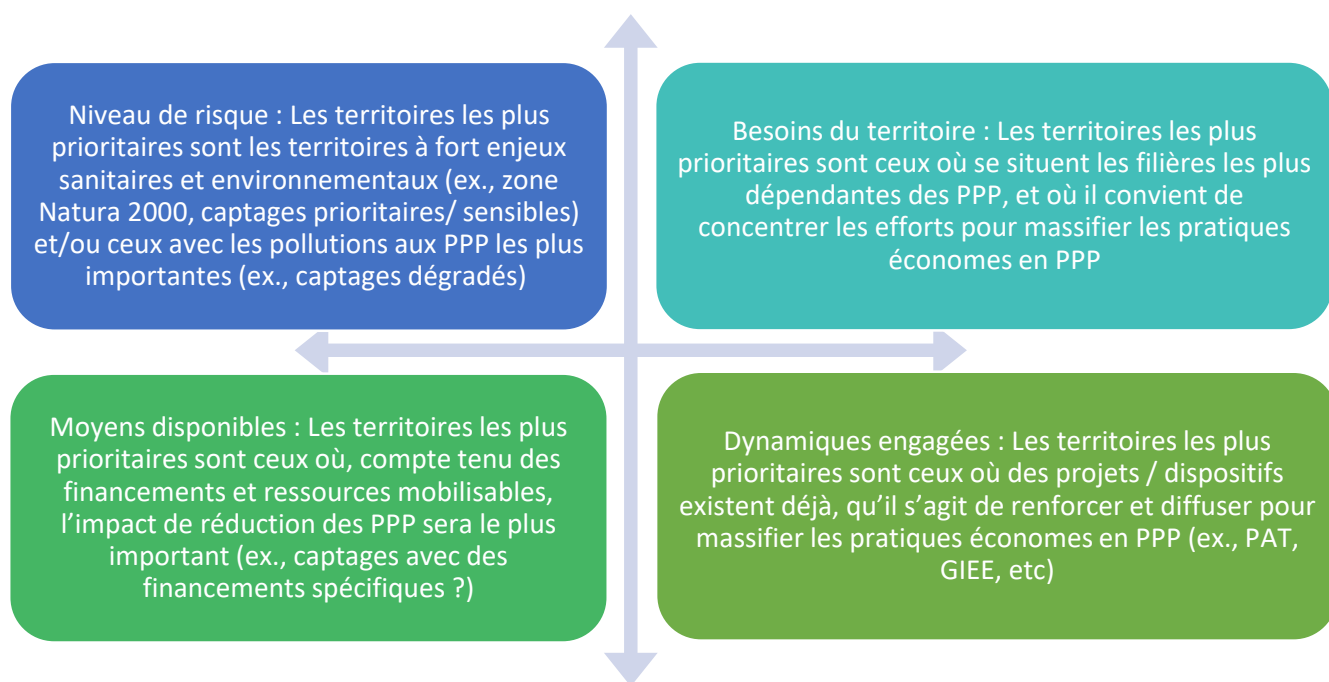 Niveau de risque : Les territoires les plus
prioritaires sont les territoires à fort enjeux
sanitaires et environnementaux (ex., zone
Natura 2000, captages prioritaires/ sensibles)
et/ou ceux avec les pollutions aux PPP les plus
importantes (ex., captages dégradés)
Besoins du territoire : Les territoires les plus
prioritaires sont ceux où se situent les filières les plus
dépendantes des PPP, et où il convient de
concentrer les efforts pour massifier les pratiques
économes en PPP
Moyens disponibles : Les territoires les plus
prioritaires sont ceux où, compte tenu des
financements et ressources mobilisables,
l’impact de réduction des PPP sera le plus
important (ex., captages avec des
financements spécifiques ?)
Dynamiques engagées : Les territoires les plus
prioritaires sont ceux où des projets / dispositifs
existent déjà, qu’il s’agit de renforcer et diffuser pour
massifier les pratiques économes en PPP (ex., PAT,
GIEE, etc)